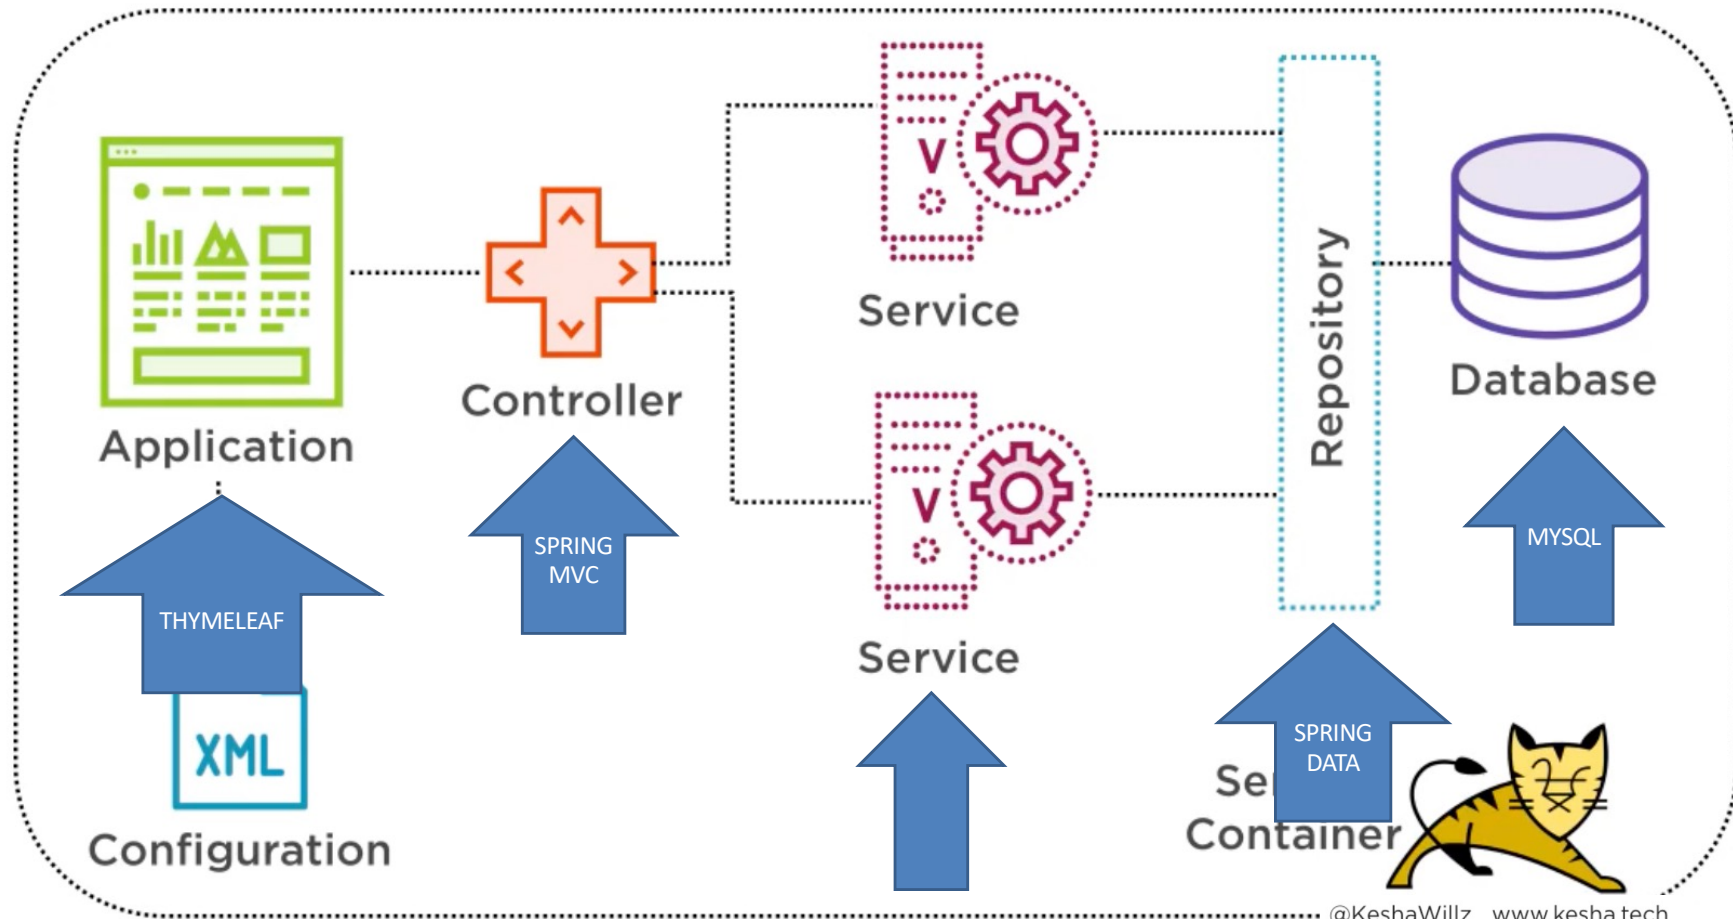 Application
Controller
Service
Service
Repository
Database
THYMELEAF
SPRING
MVC
MYSQL
SPRING
DATA
XML
Configuration
Container
V
V
@KeshaWillz www.kesha.tech